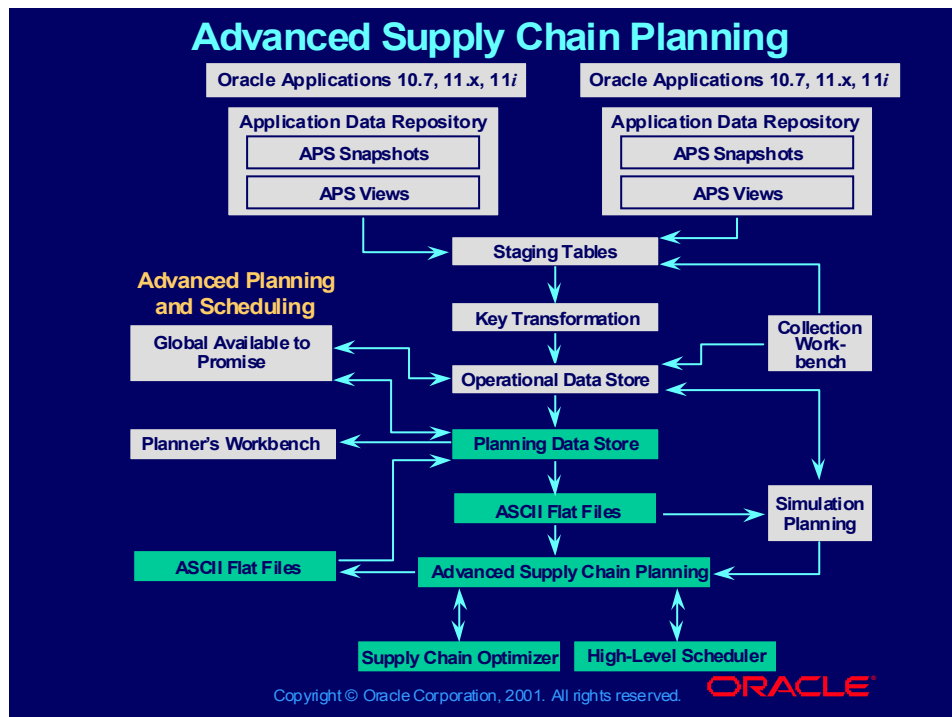 Advanced Supply Chain Planning
Oracle Applications 10.7, 11.x, 11i
Oracle Applications 10.7, 11.x, 11i
Application Data Repository
APS Snapshots
APS Views
Application Data Repository
APS Snapshots
APS Views
Staging Tables
Advanced Planning
and Scheduling
Key Transformation
Collection
Work-
bench
Global Available to
Promise
Operational Data Store
Planner's Workbench
Planning Data Store
ASCII Flat Files
Simulation
Planning
ASCII Flat Files
Advanced Supply Chain Planning
Supply Chain Optimizer
High-Level Scheduler
Copyright © Oracle Corporation, 2001. All rights reserved.
ORACLE®